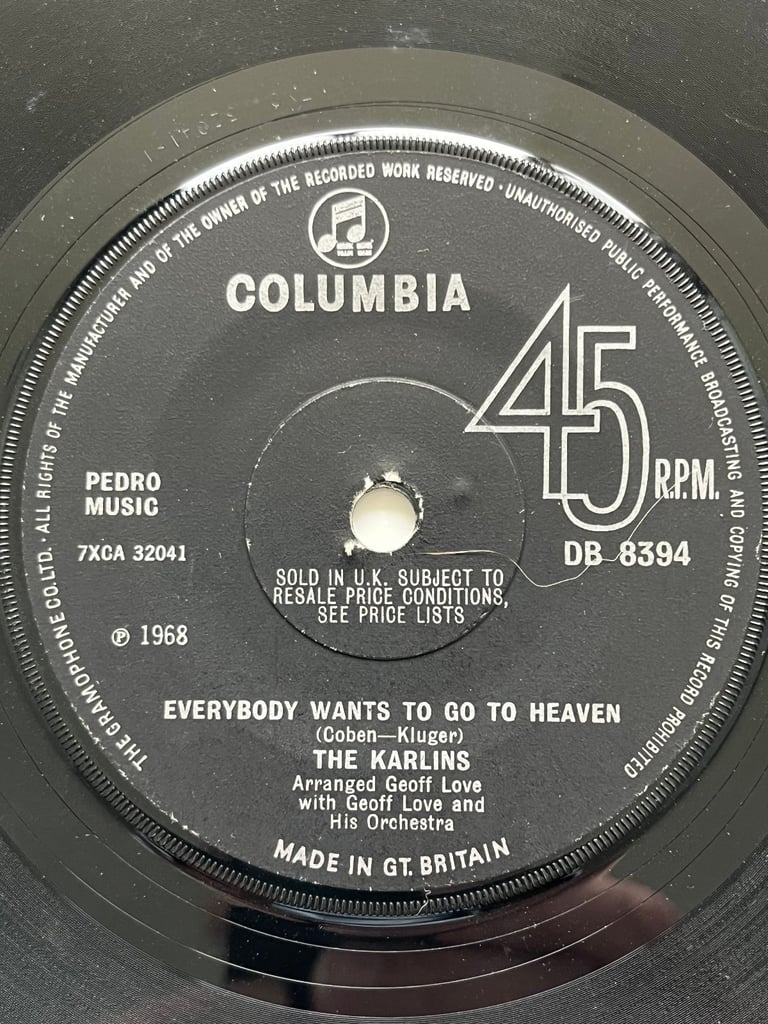 THE GRAMOPHONE CO. LTD. · ALL RIGHTS OF THE MANUFACTURER AND OF THE OWNER OF THE RECORDED WORK RESERVED · UNAUTHORISED PUBLIC PERFORMANCE BROADCASTING AND COPYING OF THIS RECORD PROHIBITED
COLUMBIA
45
R.P.M.
PEDRO
MUSIC
7XCA 32041
DB 8394
SOLD IN U.K. SUBJECT TO
RESALE PRICE CONDITIONS,
SEE PRICE LISTS
℗ 1968
EVERYBODY WANTS TO GO TO HEAVEN
(Coben—Kluger)
THE KARLINS
Arranged Geoff Love
with Geoff Love and
His Orchestra
MADE IN GT. BRITAIN